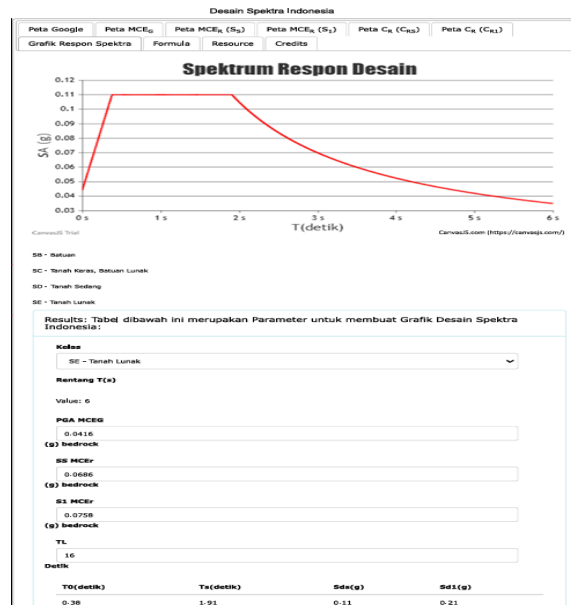 Desain Spektra Indonesia
Peta Google Peta MCEG Peta MCER (SS) Peta MCER (S1) Peta CR (CRS) Peta CR (CR1)
Grafik Respon Spektra Formula Resource Credits
Spektrum Respon Desain
SA (g)
0.12
0.11
0.1
0.09
0.08
0.07
0.06
0.05
0.04
0.03
0 s 1 s 2 s 3 s 4 s 5 s 6 s
T(detik)
CanvasJS Trial CanvasJS.com (https://canvasjs.com/)
SB - Batuan
SC - Tanah Keras, Batuan Lunak
SD - Tanah Sedang
SE - Tanah Lunak
Results: Tabel dibawah ini merupakan Parameter untuk membuat Grafik Desain Spektra
Indonesia:
Kelas
SE - Tanah Lunak
Rentang T(s)
Value: 6
PGA MCEG
0.0416
(g) bedrock
SS MCEr
0.0686
(g) bedrock
S1 MCEr
0.0758
(g) bedrock
TL
16
Detik
T0(detik) Ts(detik) Sds(g) Sd1(g)
0.38 1.91 0.11 0.21